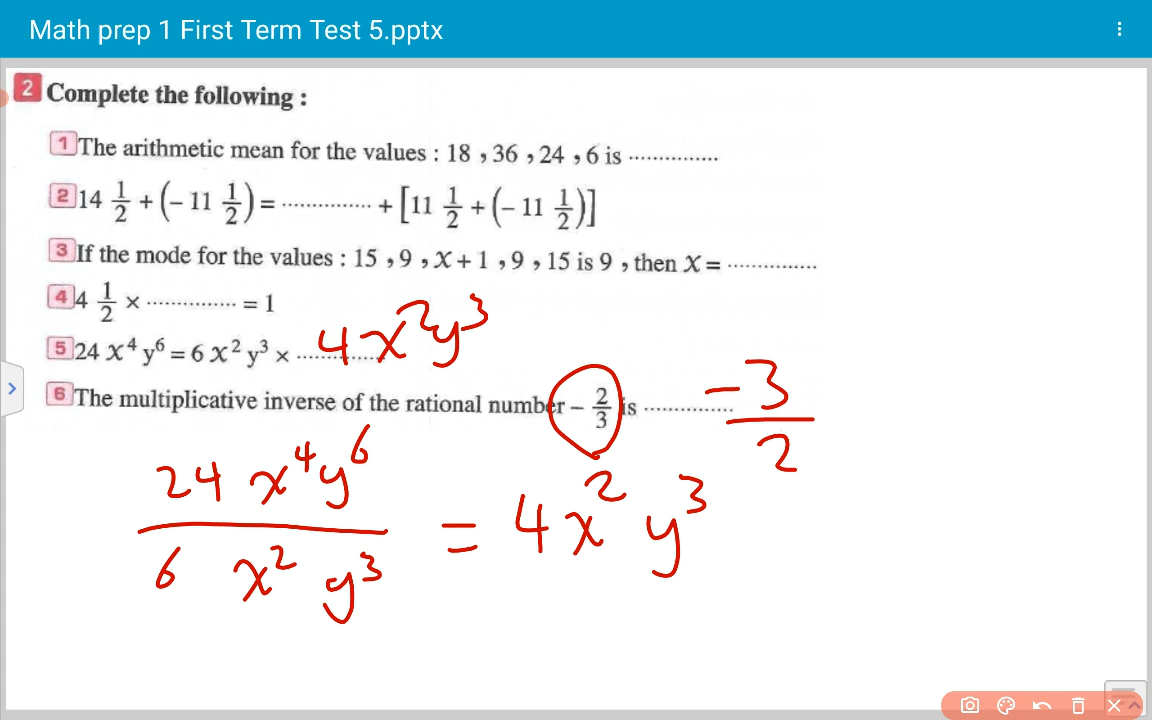 Math prep 1 First Term Test 5.pptx
2 Complete the following :
1 The arithmetic mean for the values : 18 , 36 , 24 , 6 is ...............
2 14 1/2 + (– 11 1/2) = ............... + [11 1/2 + (– 11 1/2)]
3 If the mode for the values : 15 , 9 , X + 1 , 9 , 15 is 9 , then X = ...............
4 4 1/2 × ............... = 1
5 24 X⁴ y⁶ = 6 X² y³ × ............... 4x²y³
6 The multiplicative inverse of the rational number – 2/3 is ............... -3/2
24 x⁴y⁶ / 6 x² y³ = 4x² y³